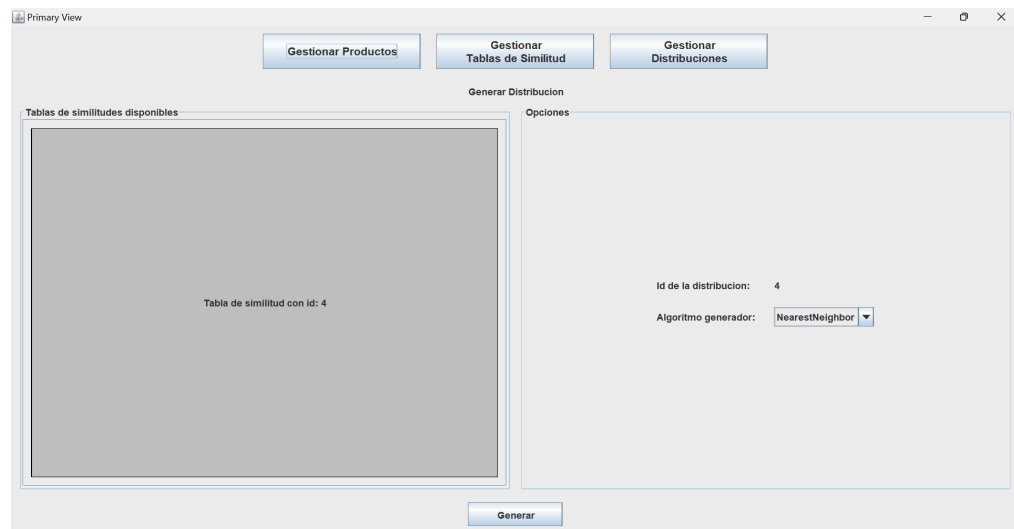 Primary View
Gestionar Productos
Gestionar
Tablas de Similitud
Gestionar
Distribuciones
Generar Distribucion
Tablas de similitudes disponibles
Opciones
Tabla de similitud con id: 4
Id de la distribucion: 4
Algoritmo generador: NearestNeighbor
Generar